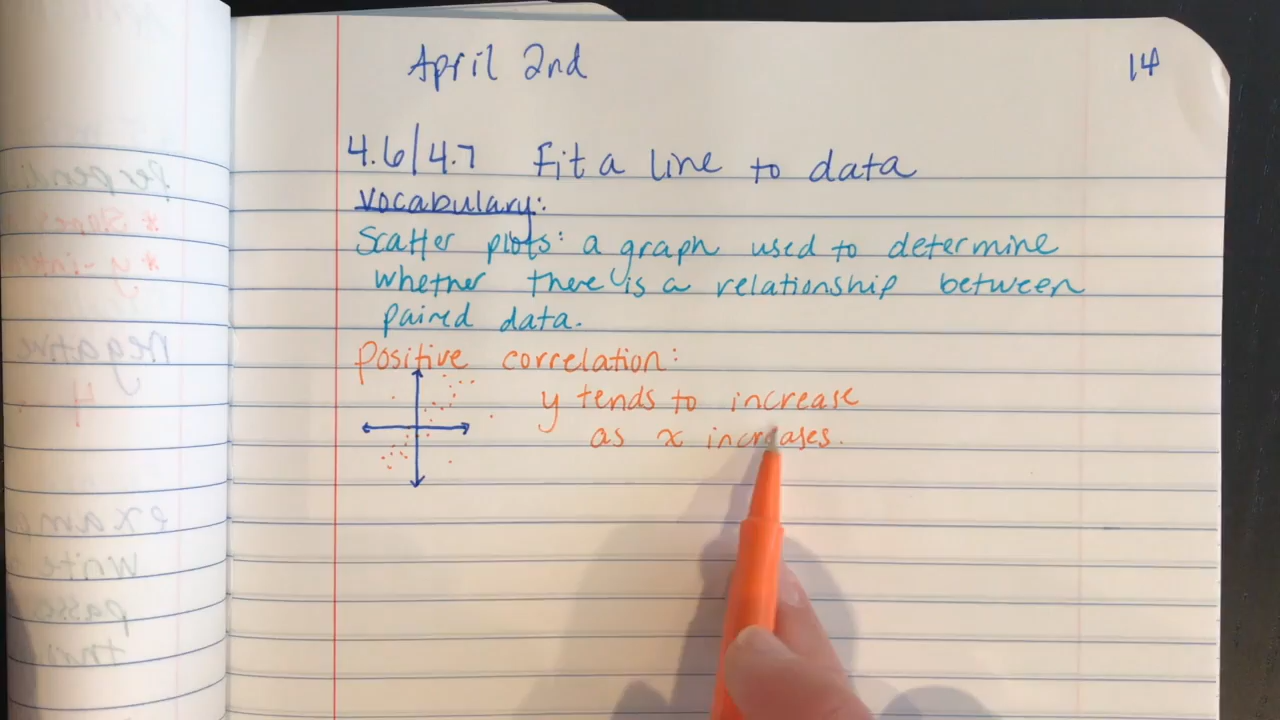 April 2nd
14
4.6/4.7 Fit a line to data
Vocabulary:
Scatter plots: a graph used to determine
whether there is a relationship between
paired data.
Positive correlation:
y tends to increase
as x increases.